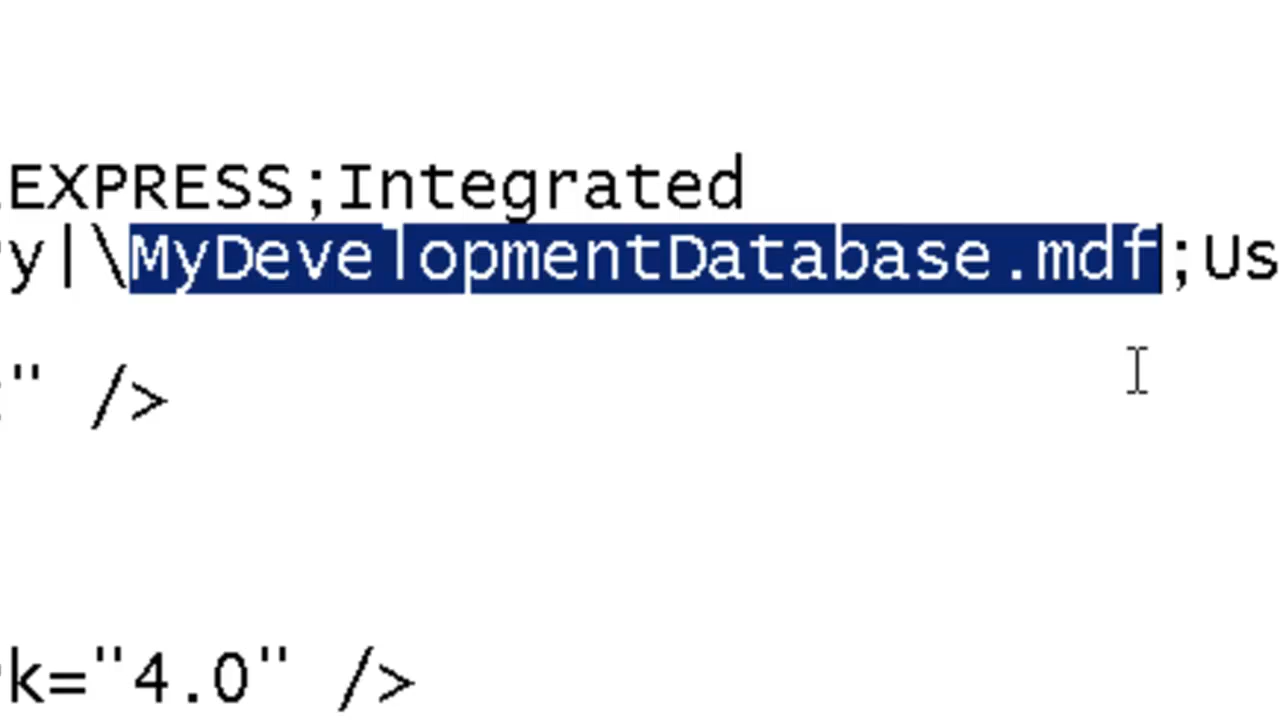 EXPRESS;Integrated
y|\MyDevelopmentDatabase.mdf;Us
" />
k="4.0" />